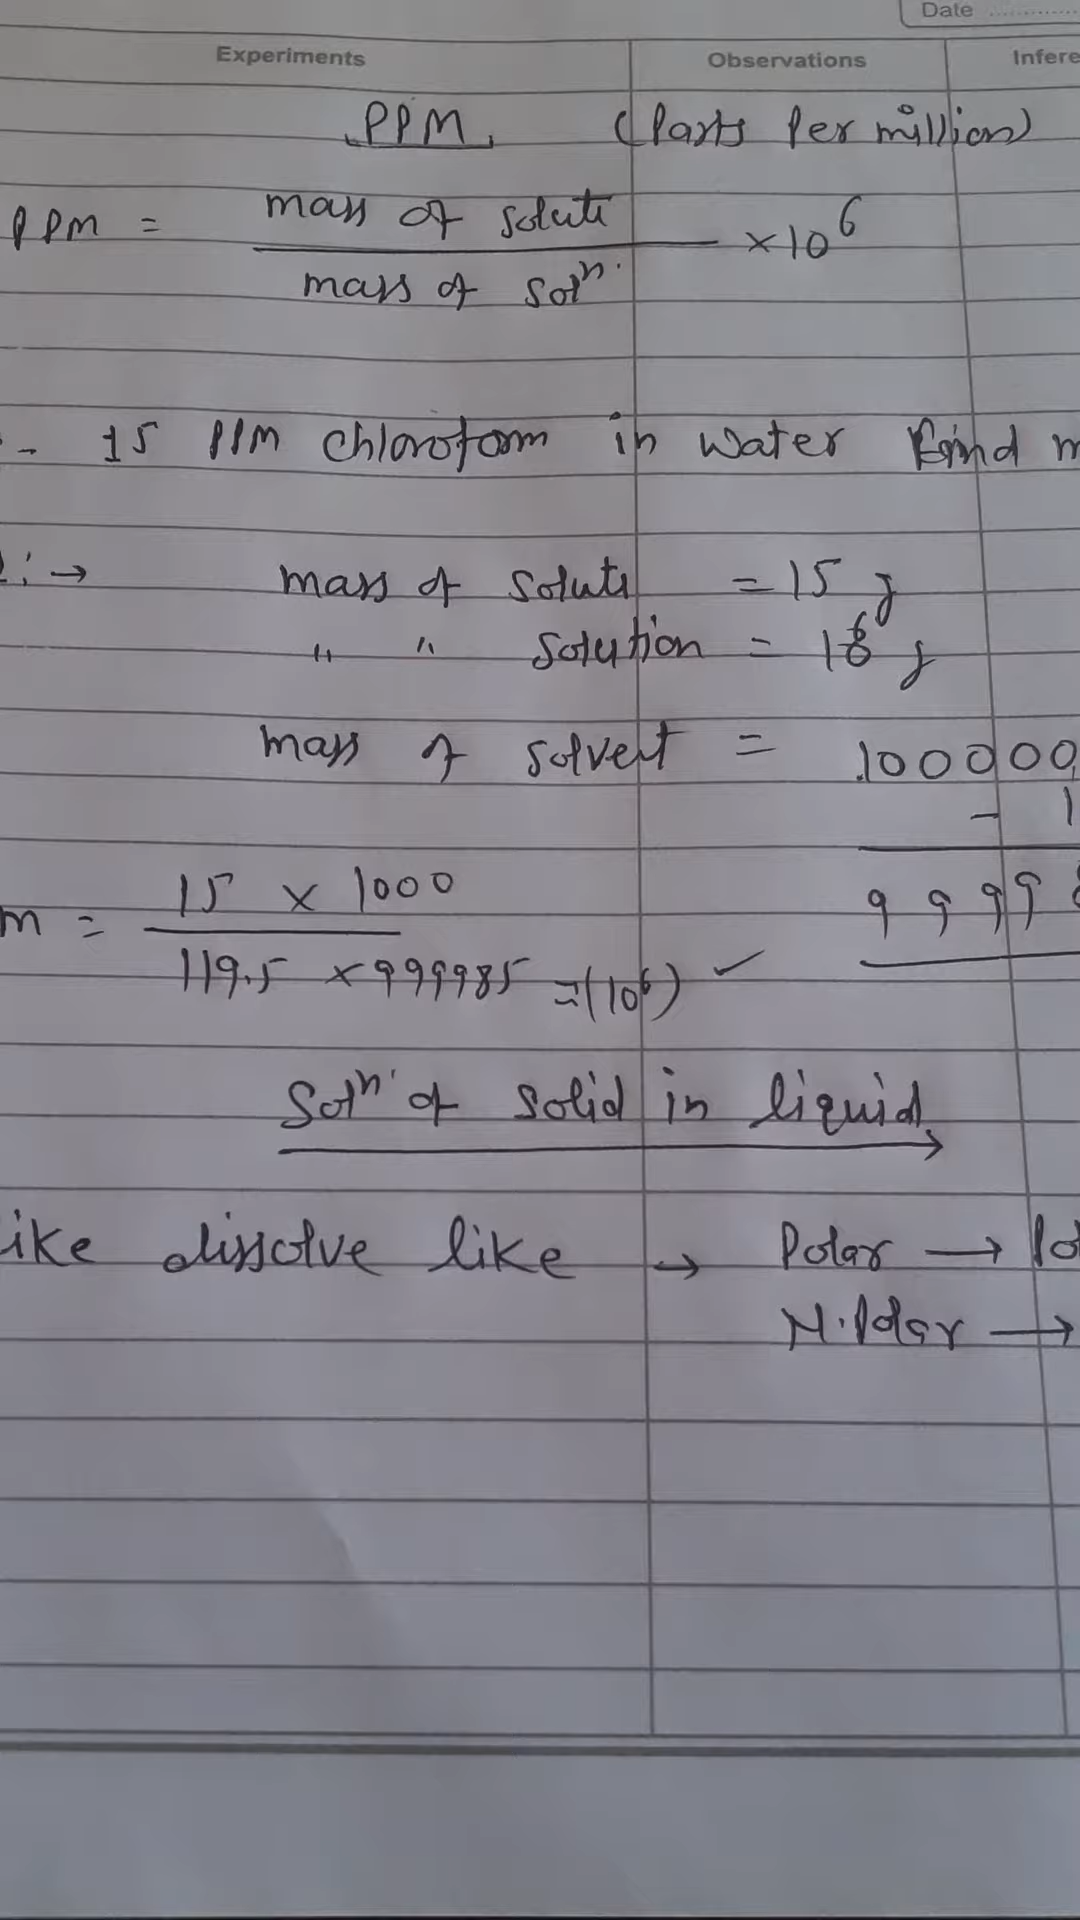 Date
Experiments Observations Infere
PPM (Parts Per million)
PPM = mass of solute
———— ×10⁶
mass of solⁿ.
- 15 PPM chloroform in water Find m
: → mass of solute = 15 g
" " Solution = 10⁶ g
mass of solvent = 100000
- 1
9999
m = 15 × 1000
————
119.5 × 999985 =(10⁶) ✓
Solⁿ of solid in liquid
ike dissolve like → Polar → Po
N.Polar →